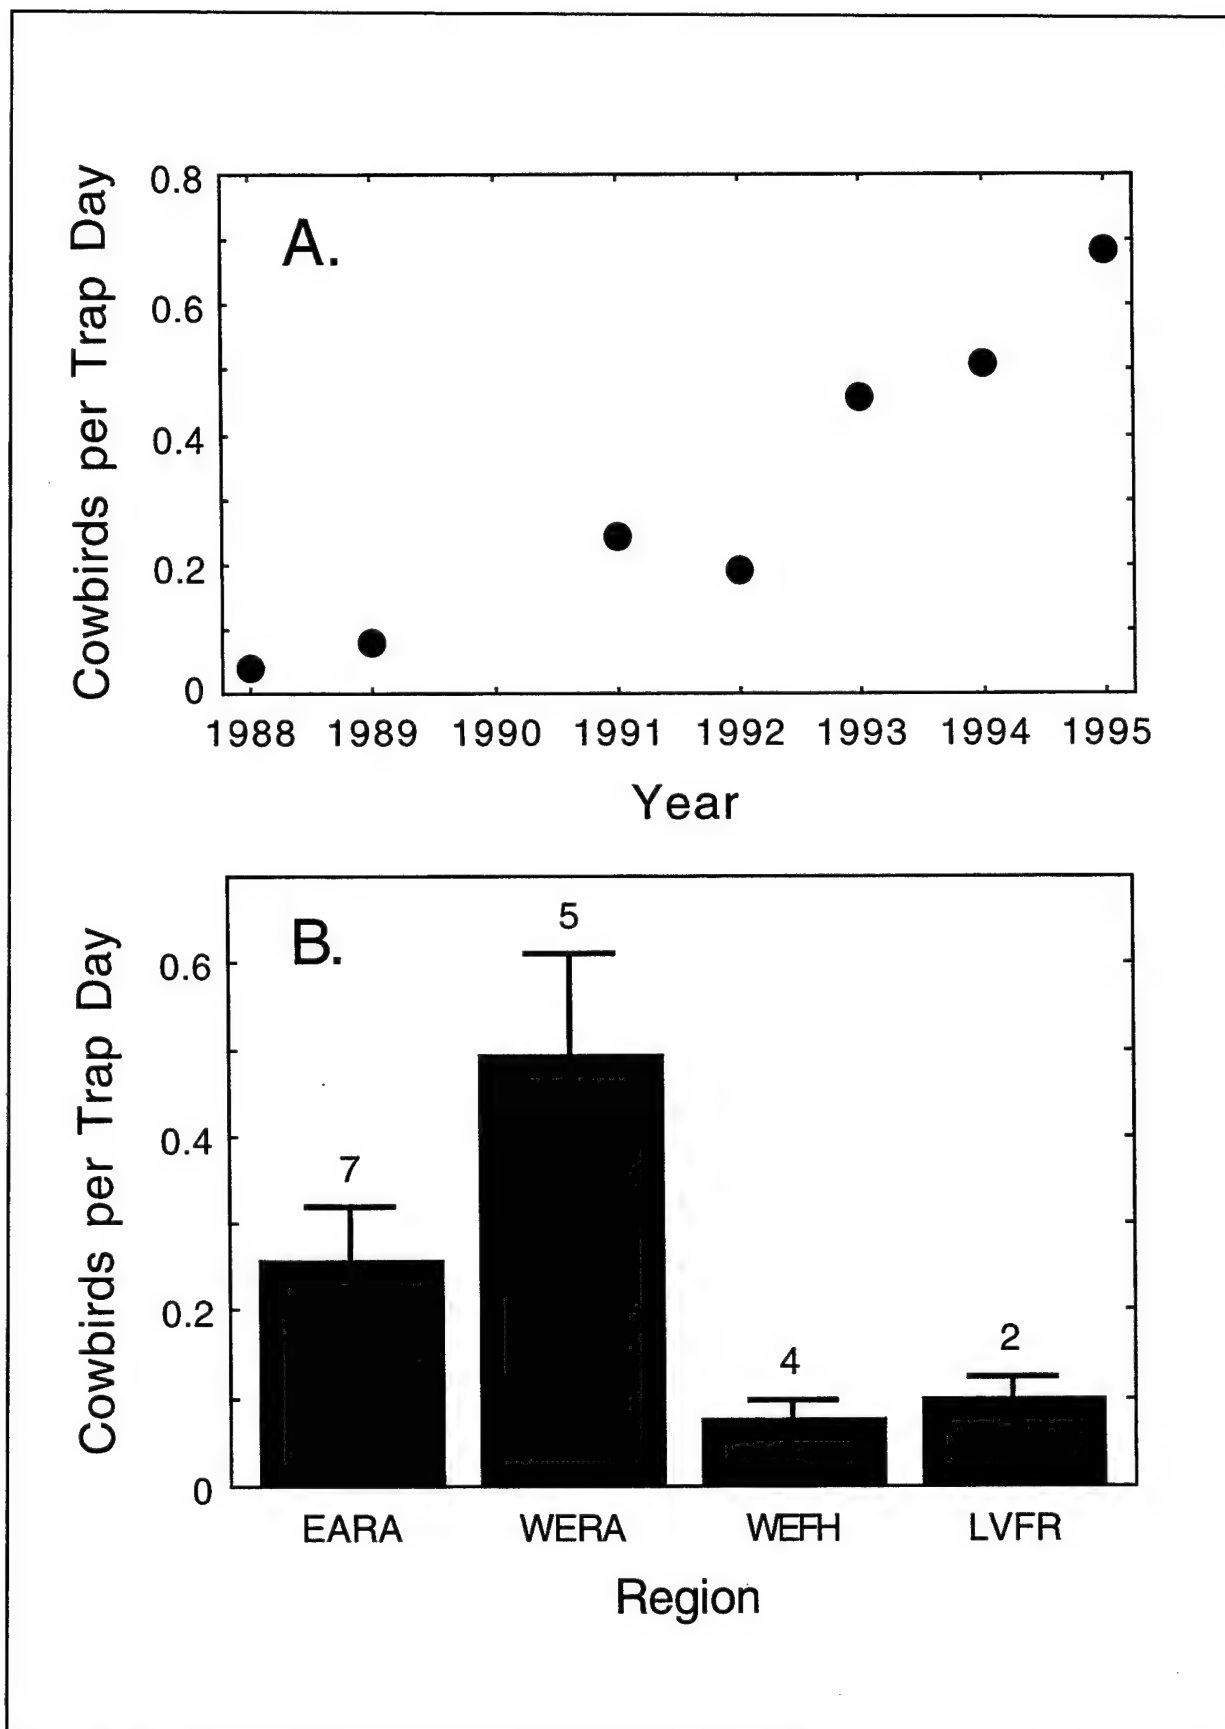 A.
Cowbirds per Trap Day
0.8
0.6
0.4
0.2
0
1988 1989 1990 1991 1992 1993 1994 1995
Year
B.
Cowbirds per Trap Day
0.6
0.4
0.2
0
7
5
4
2
EARA WERA WEFH LVFR
Region